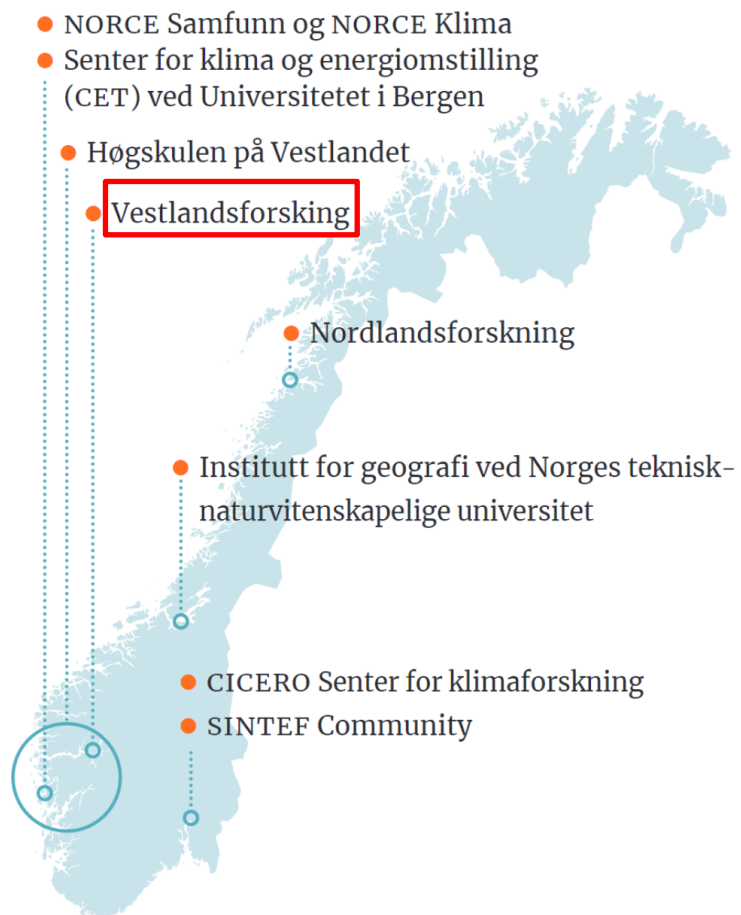 NORCE Samfunn og NORCE Klima
Senter for klima og energiomstilling
(CET) ved Universitetet i Bergen
Høgskulen på Vestlandet
Vestlandsforsking
Nordlandsforskning
Institutt for geografi ved Norges teknisk-
naturvitenskapelige universitet
CICERO Senter for klimaforskning
SINTEF Community